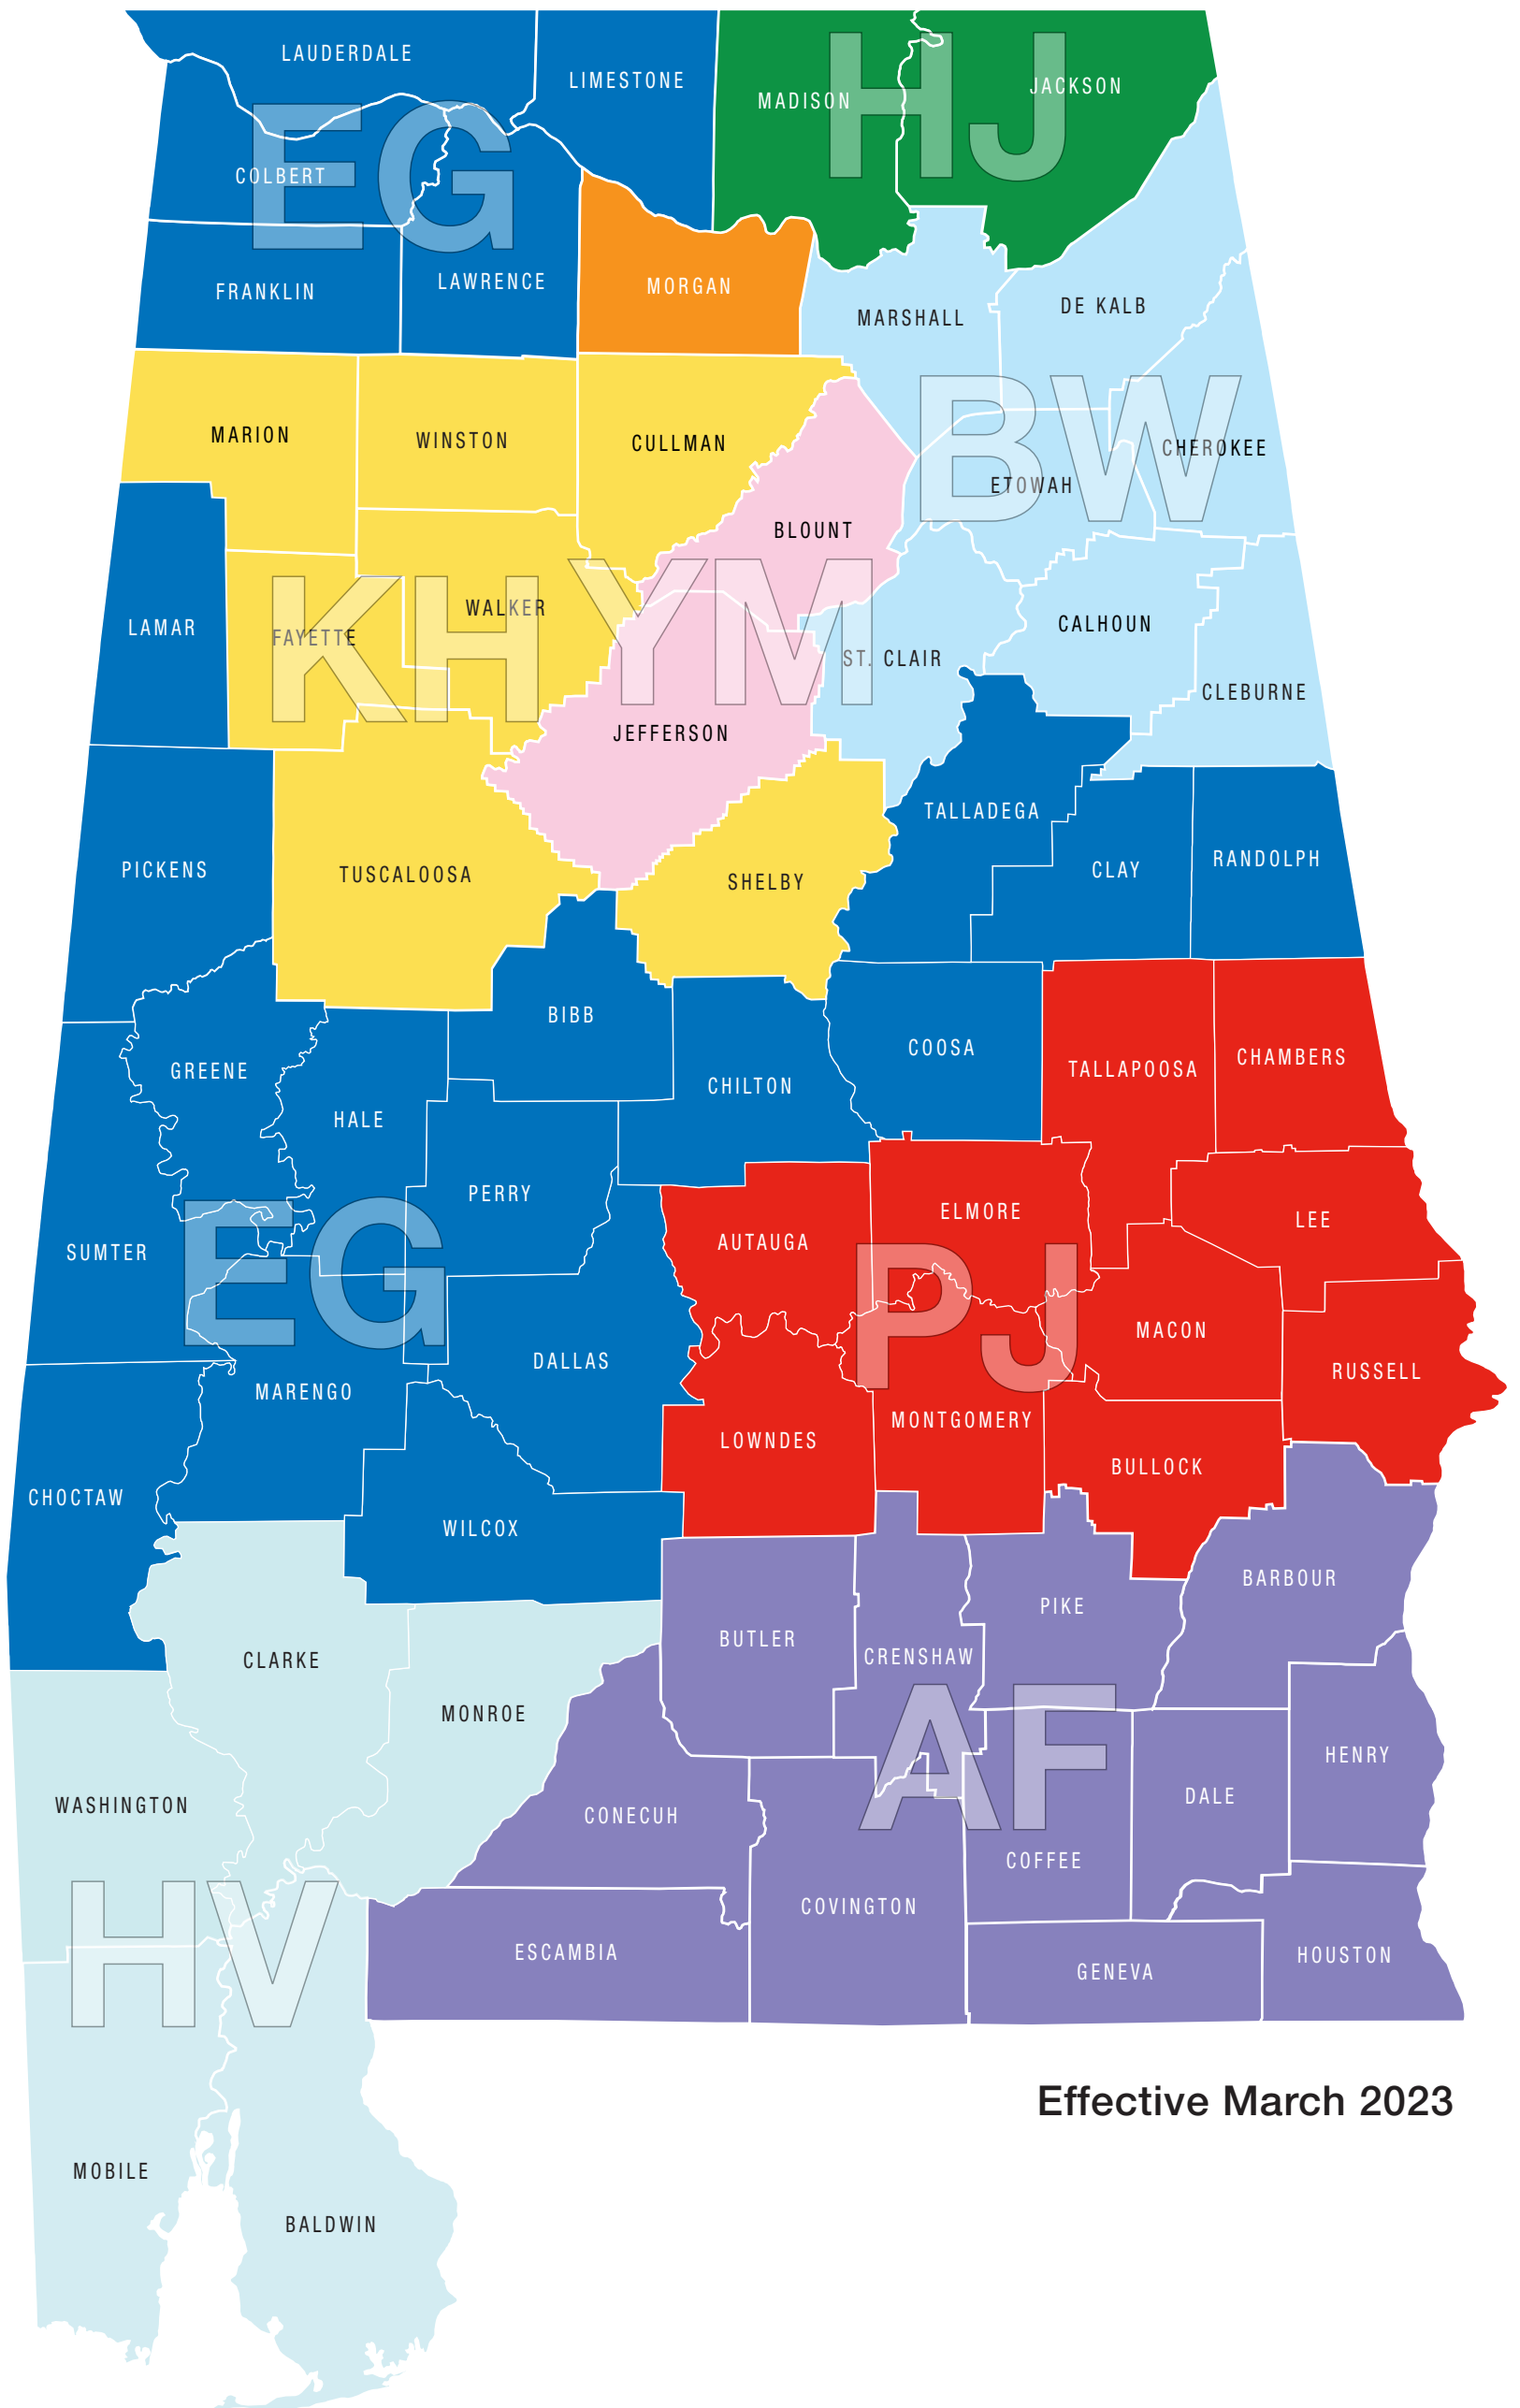 LAUDERDALE
LIMESTONE
MADISON
HJ
JACKSON
COLBERT
EG
FRANKLIN
LAWRENCE
MORGAN
MARSHALL
DE KALB
MARION
WINSTON
CULLMAN
BW
CHEROKEE
ETOWAH
BLOUNT
LAMAR
FAYETTE
KH
WALKER
YM
ST. CLAIR
CALHOUN
CLEBURNE
JEFFERSON
PICKENS
TUSCALOOSA
SHELBY
TALLADEGA
CLAY
RANDOLPH
BIBB
GREENE
HALE
CHILTON
COOSA
TALLAPOOSA
CHAMBERS
SUMTER
EG
PERRY
AUTAUGA
ELMORE
LEE
PJ
MACON
RUSSELL
DALLAS
MARENGO
LOWNDES
MONTGOMERY
BULLOCK
CHOCTAW
WILCOX
CLARKE
BUTLER
CRENSHAW
PIKE
BARBOUR
MONROE
AF
HENRY
WASHINGTON
CONECUH
COFFEE
DALE
HV
ESCAMBIA
COVINGTON
GENEVA
HOUSTON
Effective March 2023
MOBILE
BALDWIN